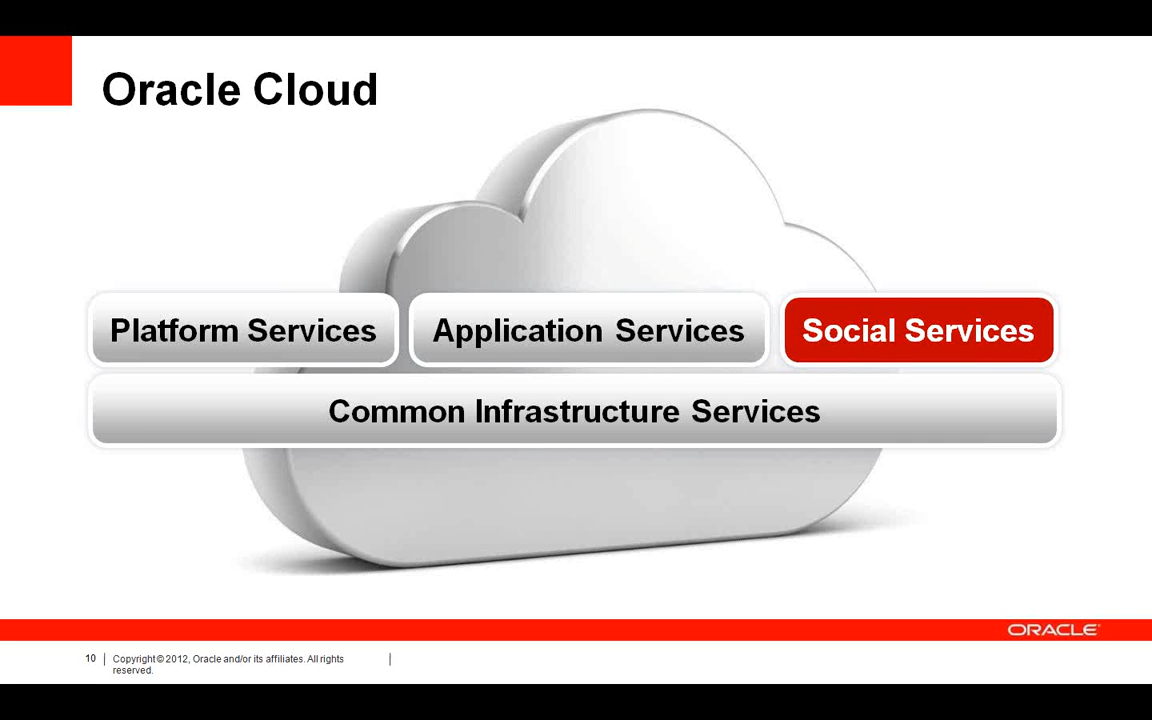 Oracle Cloud
Platform Services
Application Services
Social Services
Common Infrastructure Services
ORACLE
10
Copyright © 2012, Oracle and/or its affiliates. All rights
reserved.